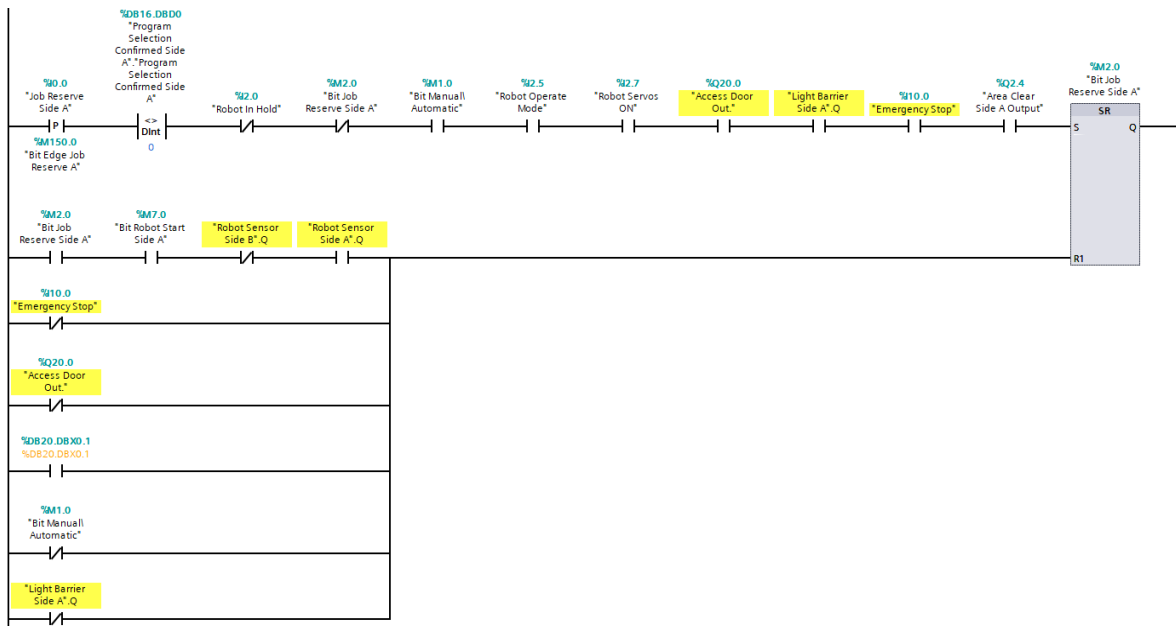 %DB16.DBD0
"Program
Selection
Confirmed Side
A"."Program
Selection
Confirmed Side
A"
%I0.0
"Job Reserve
Side A"
P
%M150.0
"Bit Edge Job
Reserve A"
<>
DInt
0
%I2.0
"Robot In Hold"
%M2.0
"Bit Job
Reserve Side A"
%M1.0
"Bit Manual\
Automatic"
%I2.5
"Robot Operate
Mode"
%I2.7
"Robot Servos
ON"
%Q20.0
"Access Door
Out."
"Light Barrier
Side A".Q
%I10.0
"Emergency Stop"
%Q2.4
"Area Clear
Side A Output"
%M2.0
"Bit Job
Reserve Side A"
SR
S
Q
R1
%M2.0
"Bit Job
Reserve Side A"
%M7.0
"Bit Robot Start
Side A"
"Robot Sensor
Side B".Q
"Robot Sensor
Side A".Q
%I10.0
"Emergency Stop"
%Q20.0
"Access Door
Out."
%DB20.DBX0.1
%DB20.DBX0.1
%M1.0
"Bit Manual\
Automatic"
"Light Barrier
Side A".Q